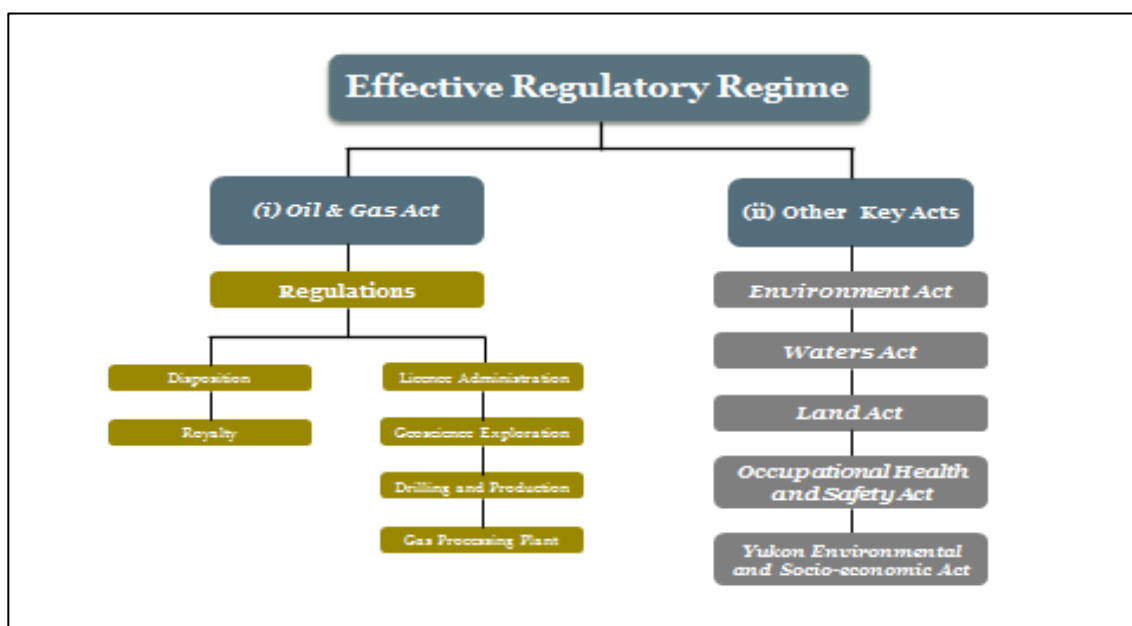 Effective Regulatory Regime
(i) Oil & Gas Act
(ii) Other Key Acts
Regulations
Disposition
Royalty
Licence Administration
Geoscience Exploration
Drilling and Production
Gas Processing Plant
Environment Act
Waters Act
Land Act
Occupational Health
and Safety Act
Yukon Environmental
and Socio-economic Act